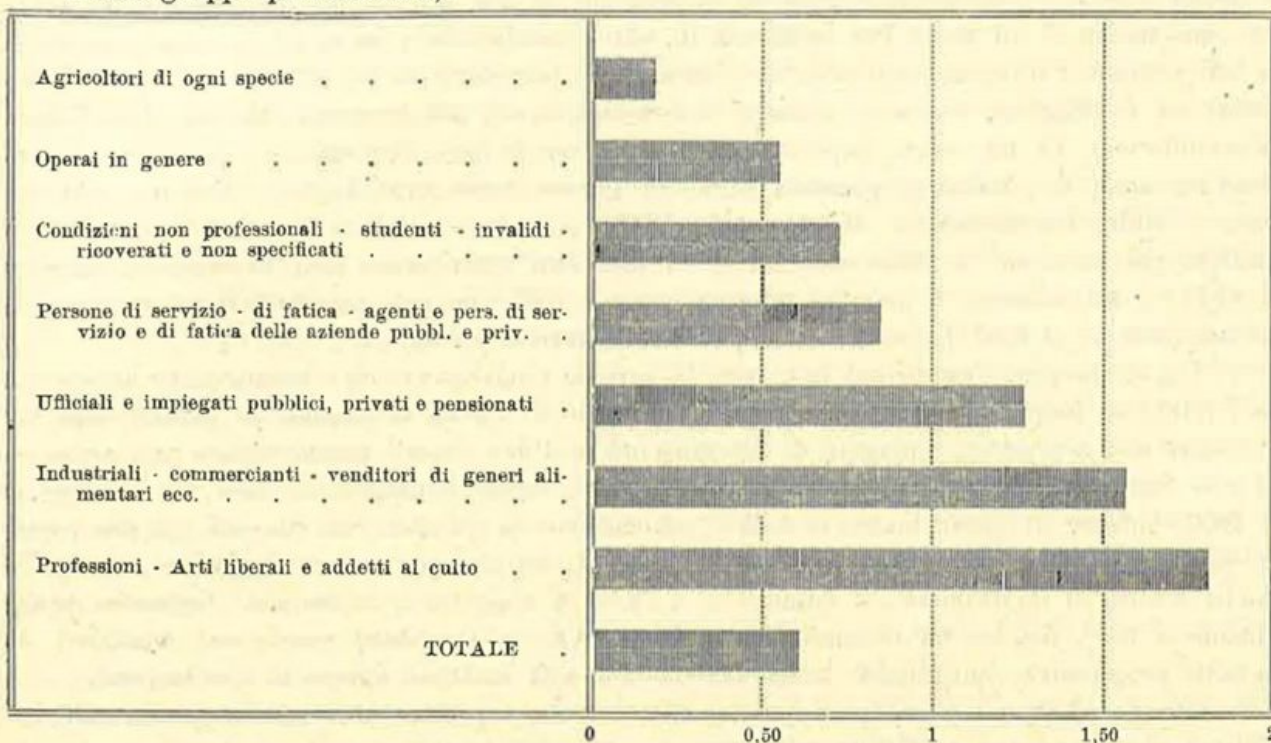 Agricoltori di ogni specie . . . . . . .
Operai in genere . . . . . . . . .
Condizioni non professionali - studenti - invalidi -
ricoverati e non specificati . . . . . .
Persone di servizio - di fatica - agenti e pers. di ser-
vizio e di fatica delle aziende pubbl. e priv. .
Ufficiali e impiegati pubblici, privati e pensionati
Industriali - commercianti - venditori di generi ali-
mentari ecc. . . . . . . . . .
Professioni - Arti liberali e addetti al culto .
TOTALE .
0 0,50 1 1,50 2